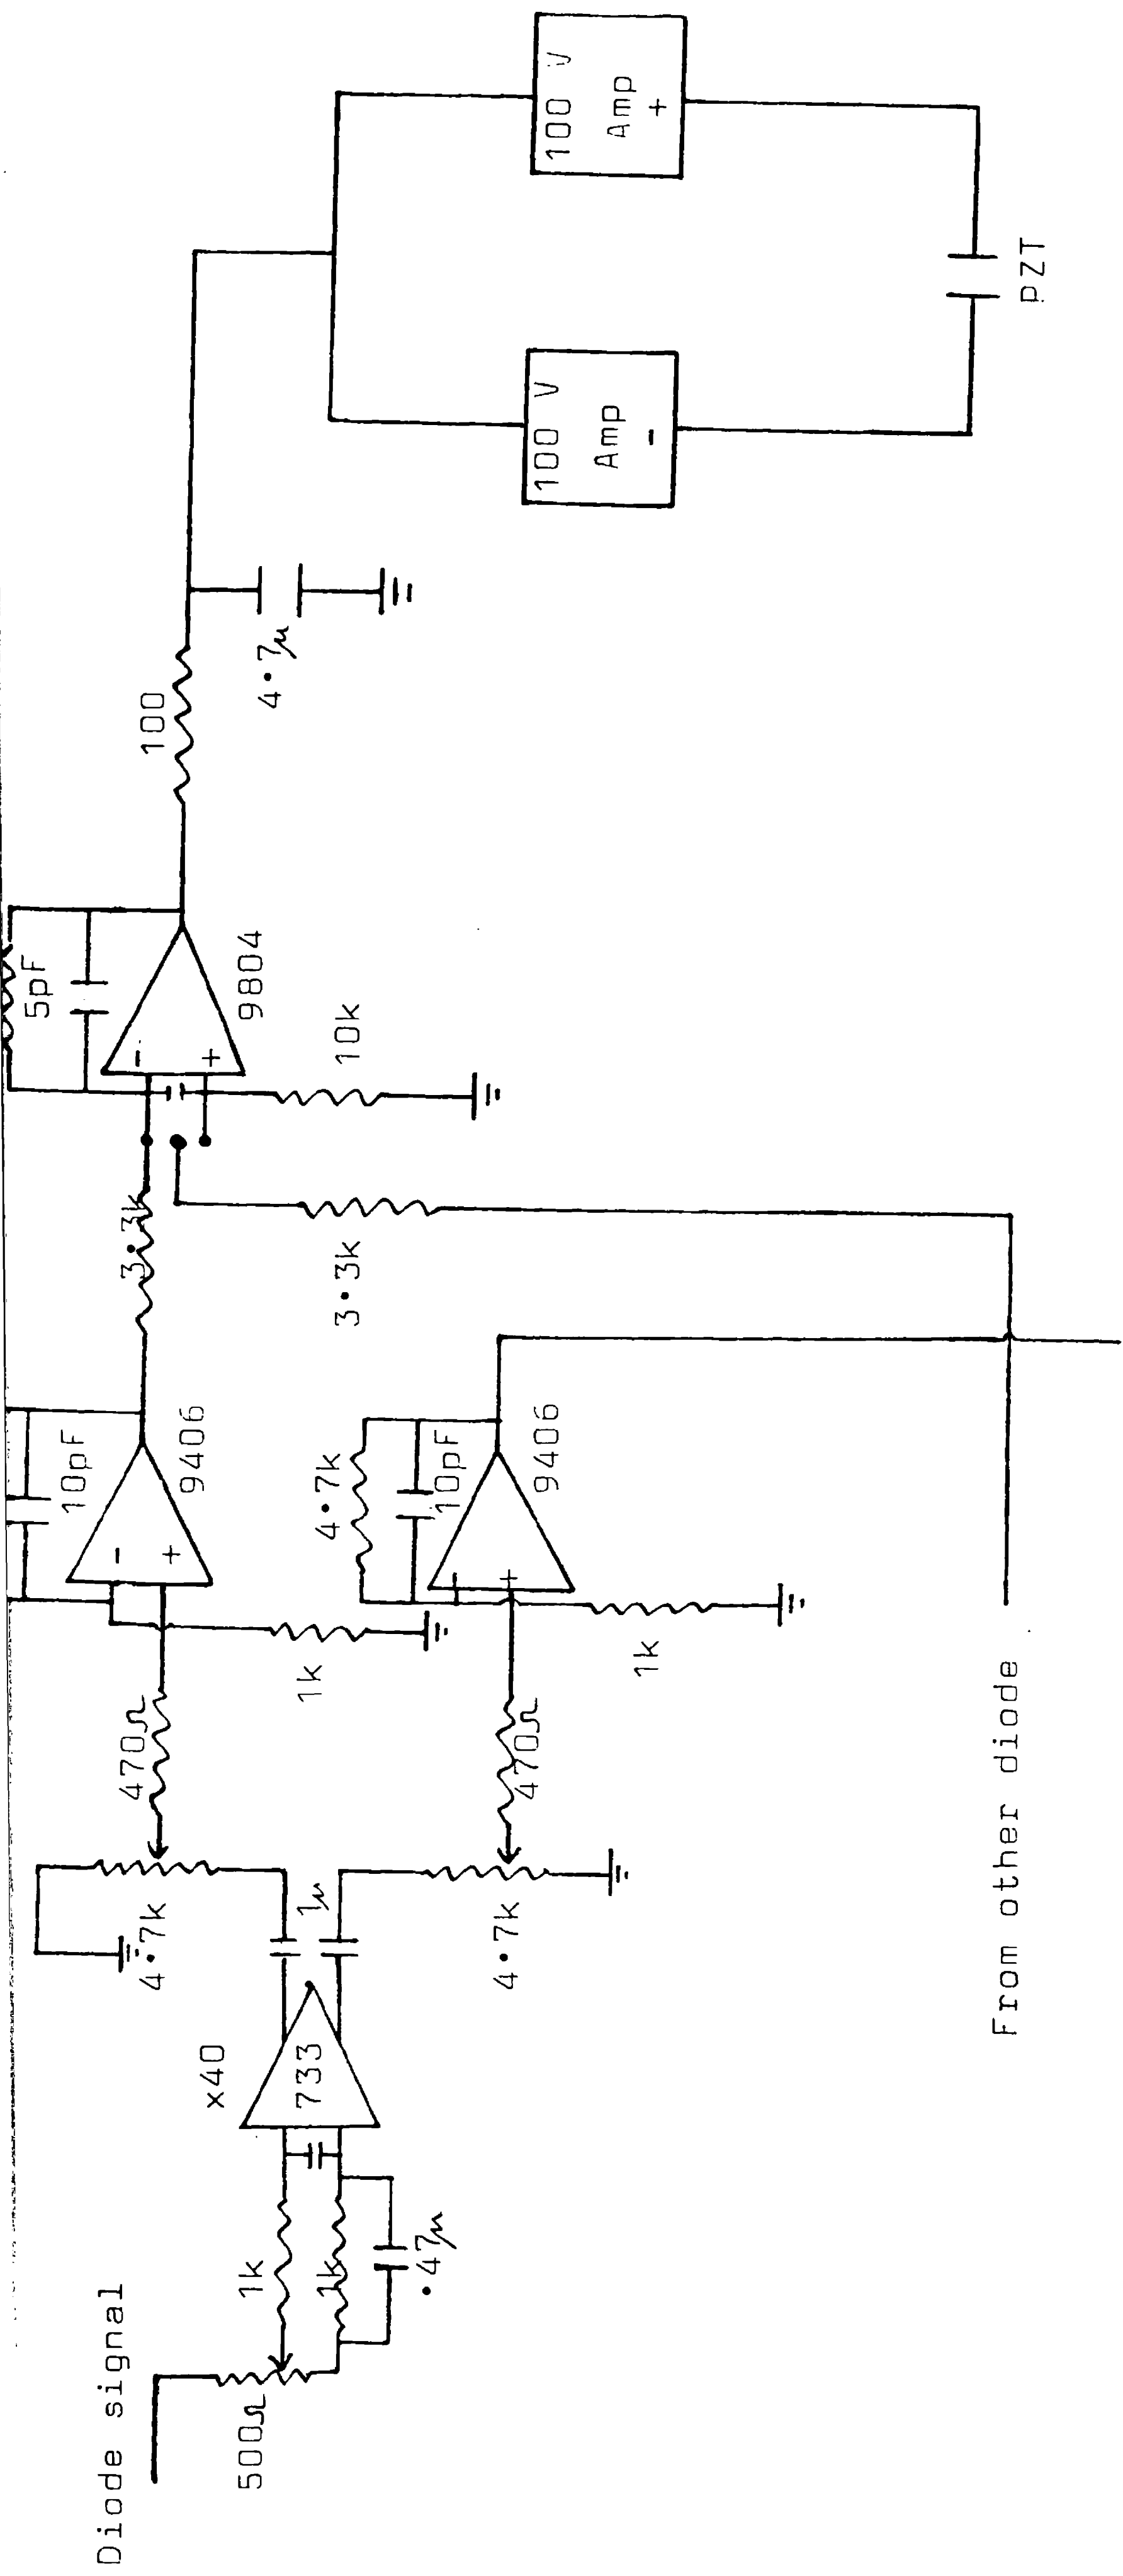 Diode signal
500Ω
1k
1k
.47μ
x40
733
1μ
4.7k
4.7k
470Ω
470Ω
1k
1k
-
+
10pF
9406
4.7k
10pF
-
+
9406
3.3k
3.3k
From other diode
5pF
-
+
9804
10k
100
4.7μ
100 V
Amp
-
100 V
Amp
+
PZT